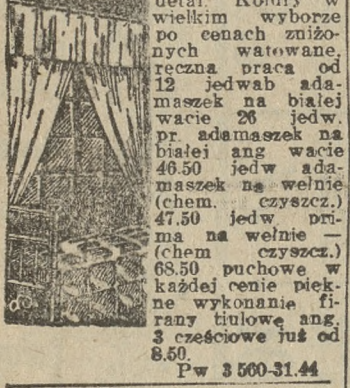 detal. Kołdry w
wielkim wyborze
po cenach zniżo-
nych watowane,
ręczna praca od
12 jedwab ada-
maszek na białej
wacie 26 jedw.
pr. adamaszek na
białej ang wacie
46.50 jedw ada-
maszek na wełnie
(chem. czyszcz.)
47.50 jedw. pri-
ma na wełnie —
(chem czyszcz.)
68.50 puchowe w
każdej cenie pięk-
ne wykonanie fi-
rany tiulowę ang.
3 częściowe już od
8.50.
Pw 3 560-31.44